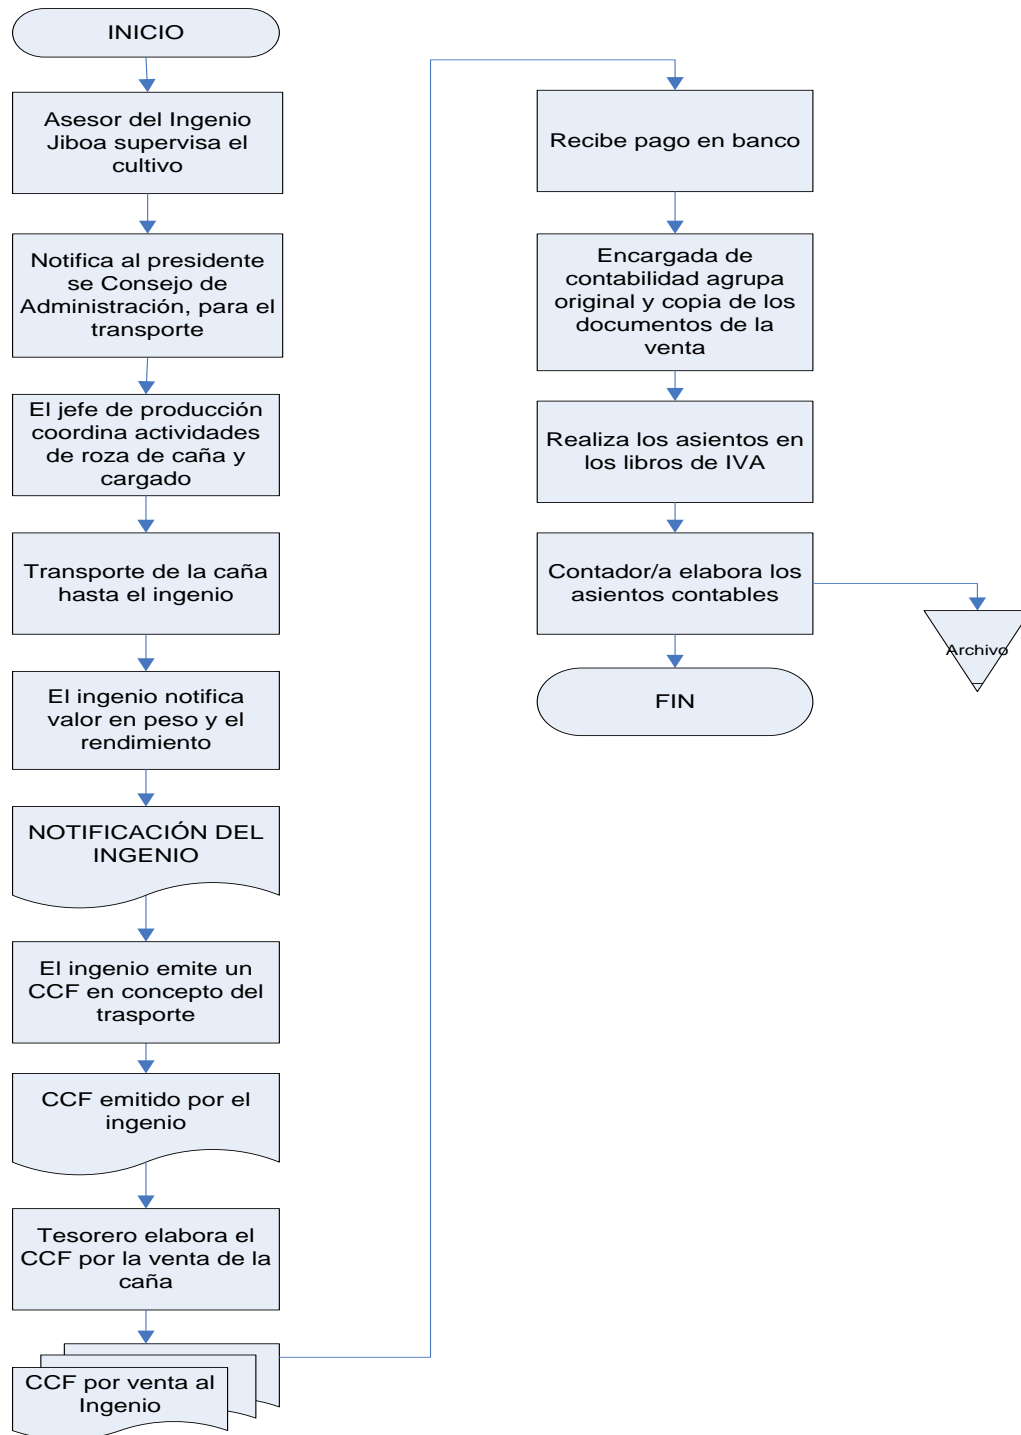 INICIO
Asesor del Ingenio
Jiboa supervisa el
cultivo
Notifica al presidente
se Consejo de
Administración, para el
transporte
El jefe de producción
coordina actividades
de roza de caña y
cargado
Transporte de la caña
hasta el ingenio
El ingenio notifica
valor en peso y el
rendimiento
NOTIFICACIÓN DEL
INGENIO
El ingenio emite un
CCF en concepto del
trasporte
CCF emitido por el
ingenio
Tesorero elabora el
CCF por la venta de la
caña
CCF por venta al
Ingenio
Recibe pago en banco
Encargada de
contabilidad agrupa
original y copia de los
documentos de la
venta
Realiza los asientos en
los libros de IVA
Contador/a elabora los
asientos contables
Archivo
FIN